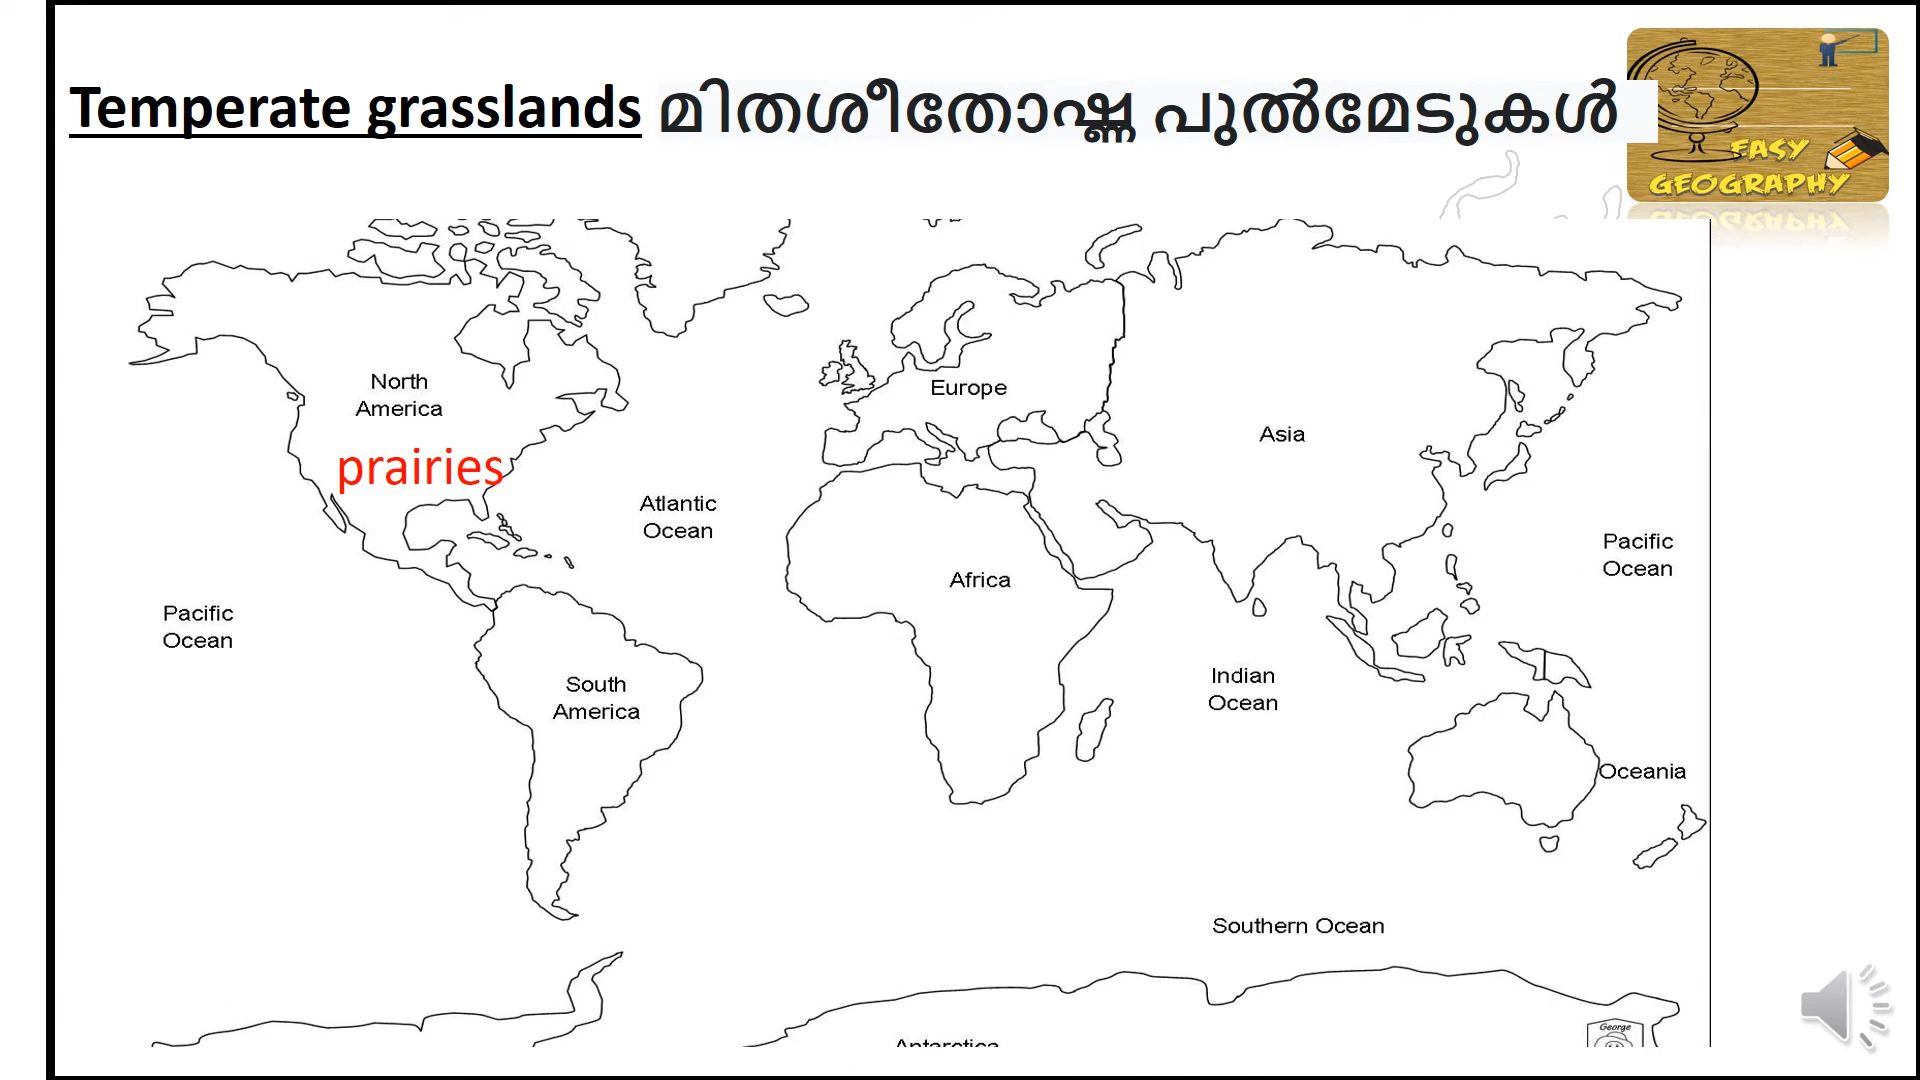 Temperate grasslands മിതശീതോഷ്ണ പുൽമേടുകൾ
EASY
GEOGRAPHY
North
America
prairies
Europe
Asia
Atlantic
Ocean
Africa
Pacific
Ocean
Pacific
Ocean
South
America
Indian
Ocean
Oceania
Southern Ocean
Antarctica
George